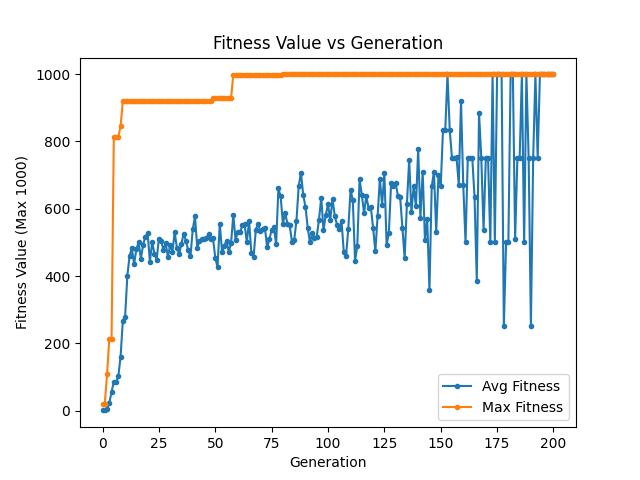 Fitness Value vs Generation
Fitness Value (Max 1000)
1000
800
600
400
200
0
0 25 50 75 100 125 150 175 200
Generation
Avg Fitness
Max Fitness